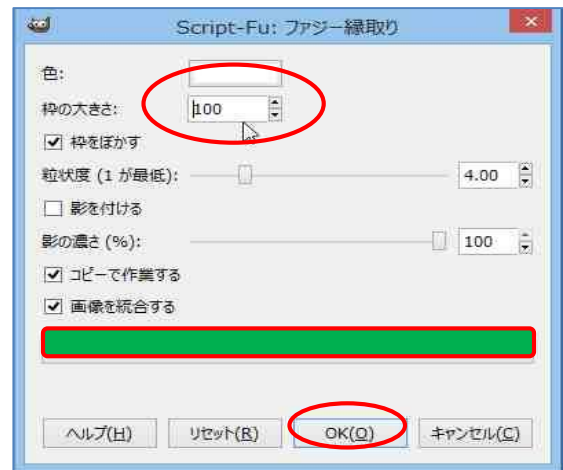 Script-Fu: ファジー縁取り
色:
枠の大きさ: 100
枠をぼかす
粒状度 (1 が最低): 4.00
影を付ける
影の濃さ (%): 100
コピーで作業する
画像を統合する
ヘルプ(H) リセット(R) OK(O) キャンセル(C)